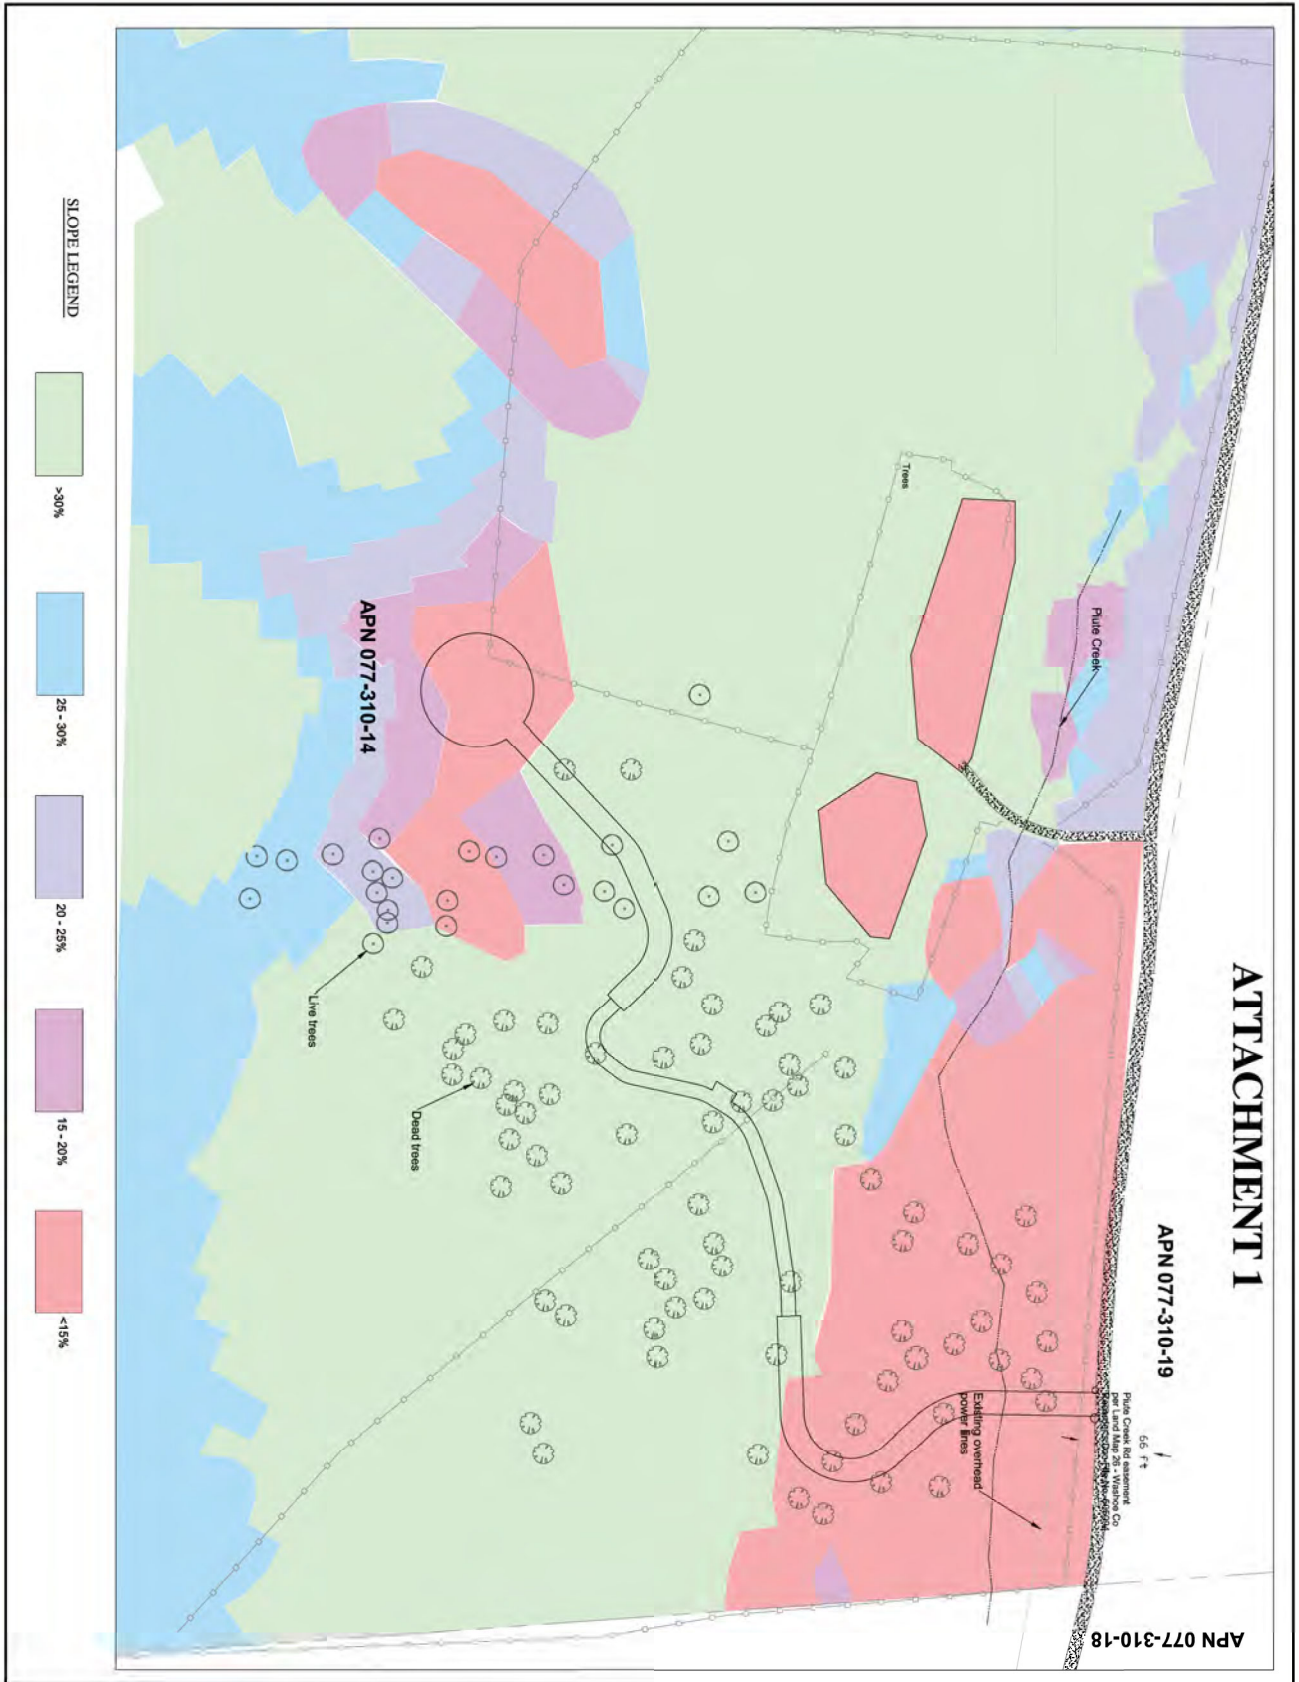 ATTACHMENT 1
APN 077-310-19
APN 077-310-18
66 ft
Piute Creek Rd easement
per Land Map 26 - Washoe Co
Existing overhead
power lines
Piute Creek
Trees
APN 077-310-14
Live trees
Dead trees
SLOPE LEGEND
>30%
25 - 30%
20 - 25%
15 - 20%
<15%